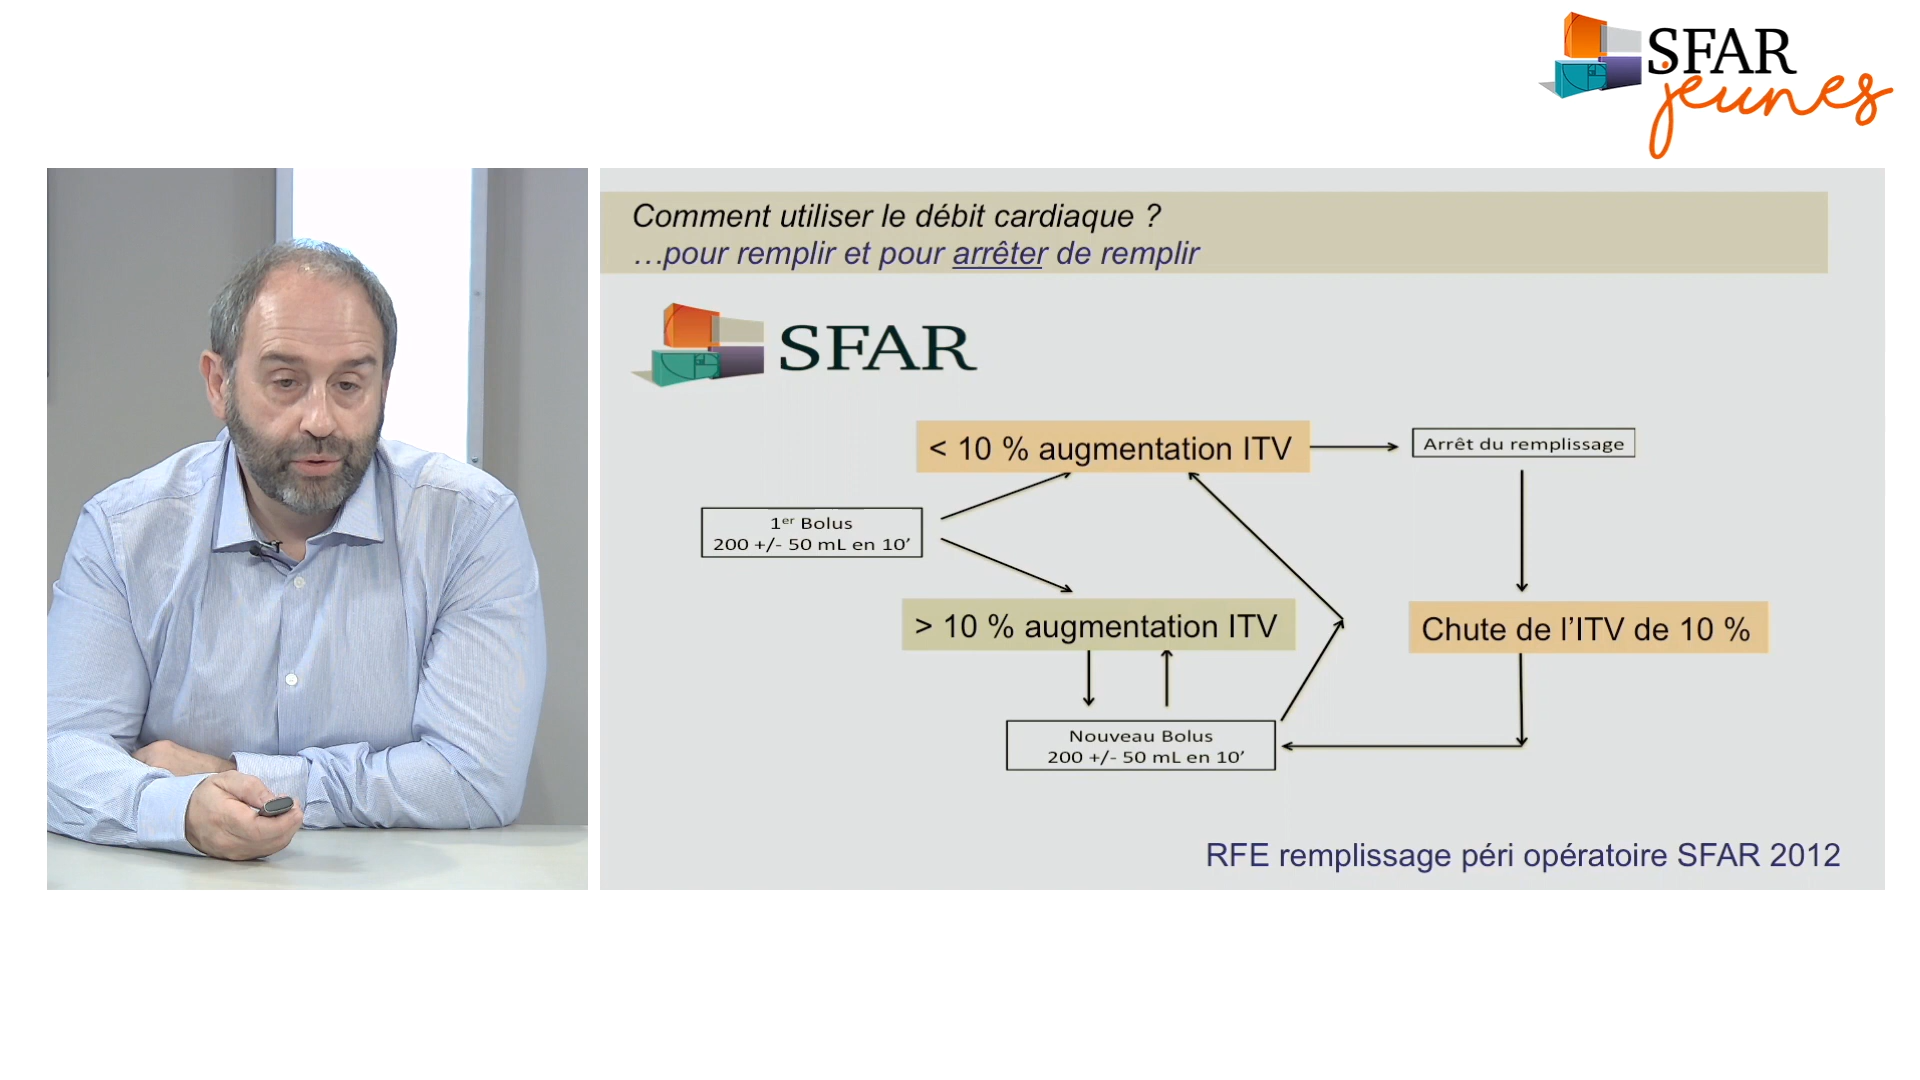 SFAR
jeunes
Comment utiliser le débit cardiaque ?
…pour remplir et pour arrêter de remplir
SFAR
< 10 % augmentation ITV
Arrêt du remplissage
1er Bolus
200 +/- 50 mL en 10’
> 10 % augmentation ITV
Chute de l’ITV de 10 %
Nouveau Bolus
200 +/- 50 mL en 10’
RFE remplissage péri opératoire SFAR 2012